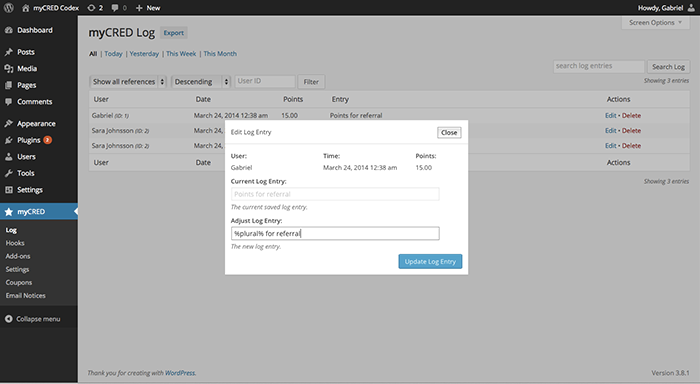 myCRED Codex 2 0 + New Howdy, Gabriel
Screen Options
Dashboard
Posts
Media
Pages
Comments
Appearance
Plugins 3
Users
Tools
Settings
myCRED
Log
Hooks
Add-ons
Settings
Coupons
Email Notices
Collapse menu
myCRED Log Export
All | Today | Yesterday | This Week | This Month
search log entries Search Log
Show all references Descending User ID Filter
Showing 3 entries
User Date Points Entry Actions
Gabriel (ID: 1) March 24, 2014 12:38 am 15.00 Points for referral Edit • Delete
Sara Johnsson (ID: 2) March 24, Edit • Delete
Sara Johnsson (ID: 2) March 24, Edit • Delete
User Date Actions
Showing 3 entries
Edit Log Entry Close
User: Time: Points:
Gabriel March 24, 2014 12:38 am 15.00
Current Log Entry:
Points for referral
The current saved log entry.
Adjust Log Entry:
%plural% for referral
The new log entry.
Update Log Entry
Thank you for creating with WordPress. Version 3.8.1